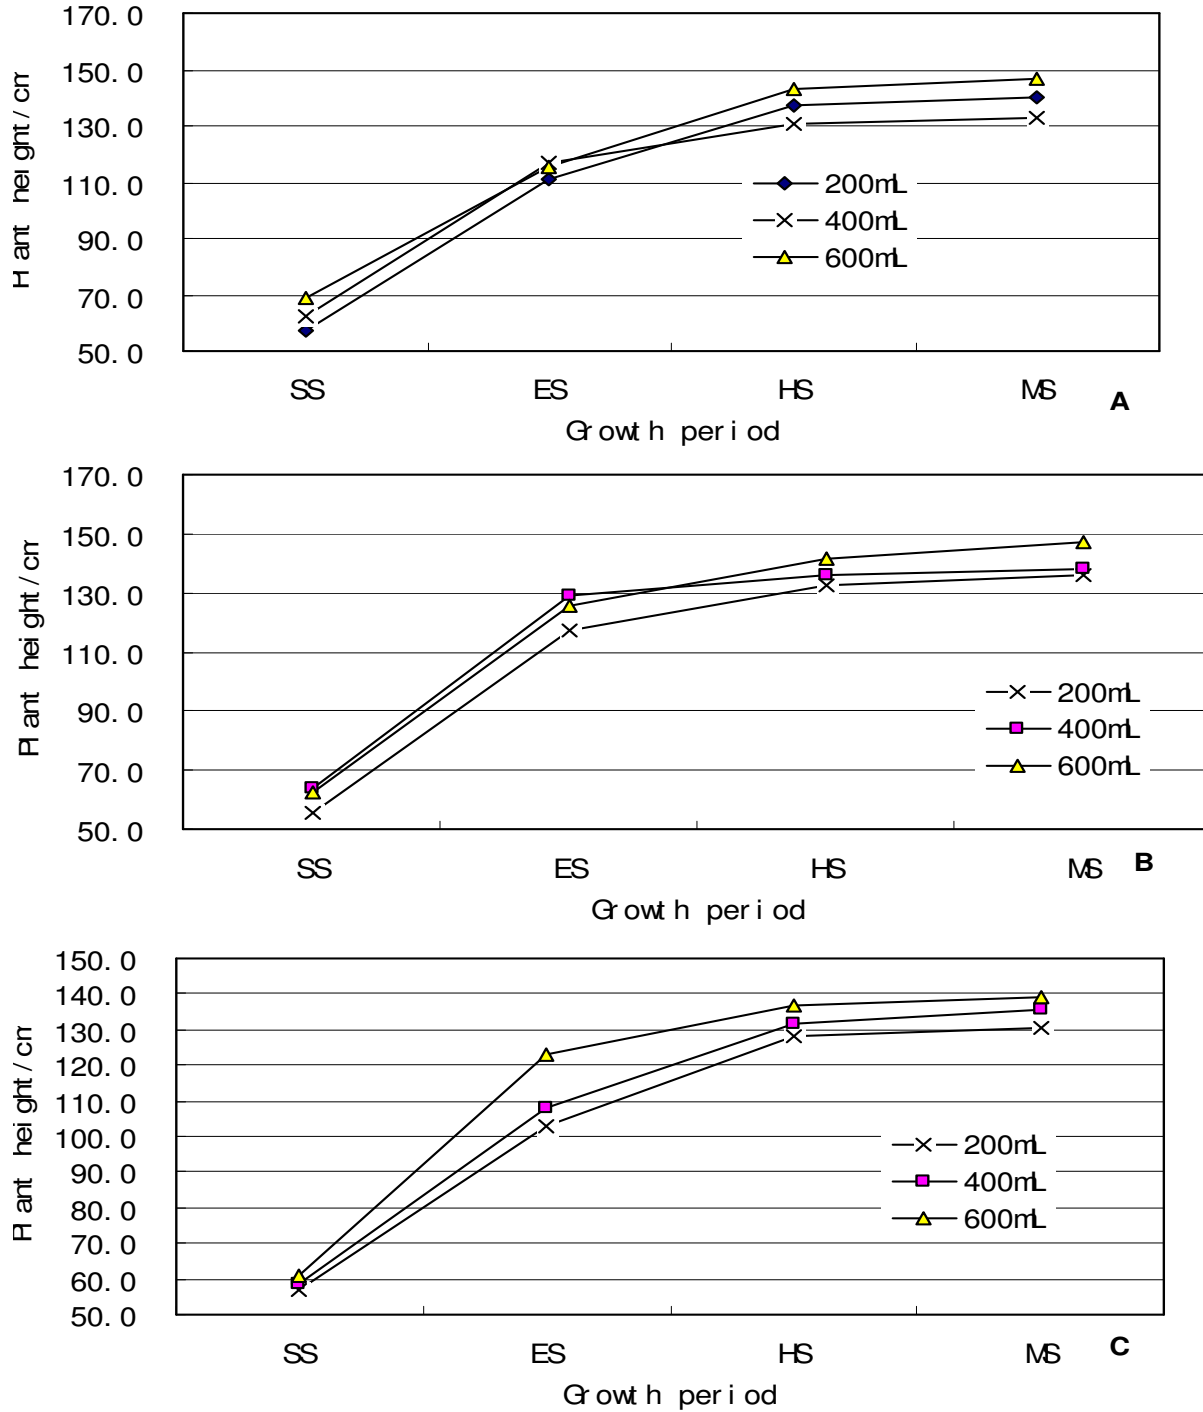 170.0
150.0
130.0
110.0
90.0
70.0
50.0
Plant height/cm
200mL
400mL
600mL
SS ES HS MS
A
Growth period
170.0
150.0
130.0
110.0
90.0
70.0
50.0
Plant height/cm
200mL
400mL
600mL
SS ES HS MS
B
Growth period
150.0
140.0
130.0
120.0
110.0
100.0
90.0
80.0
70.0
60.0
50.0
Plant height/cm
200mL
400mL
600mL
SS ES HS MS
C
Growth period